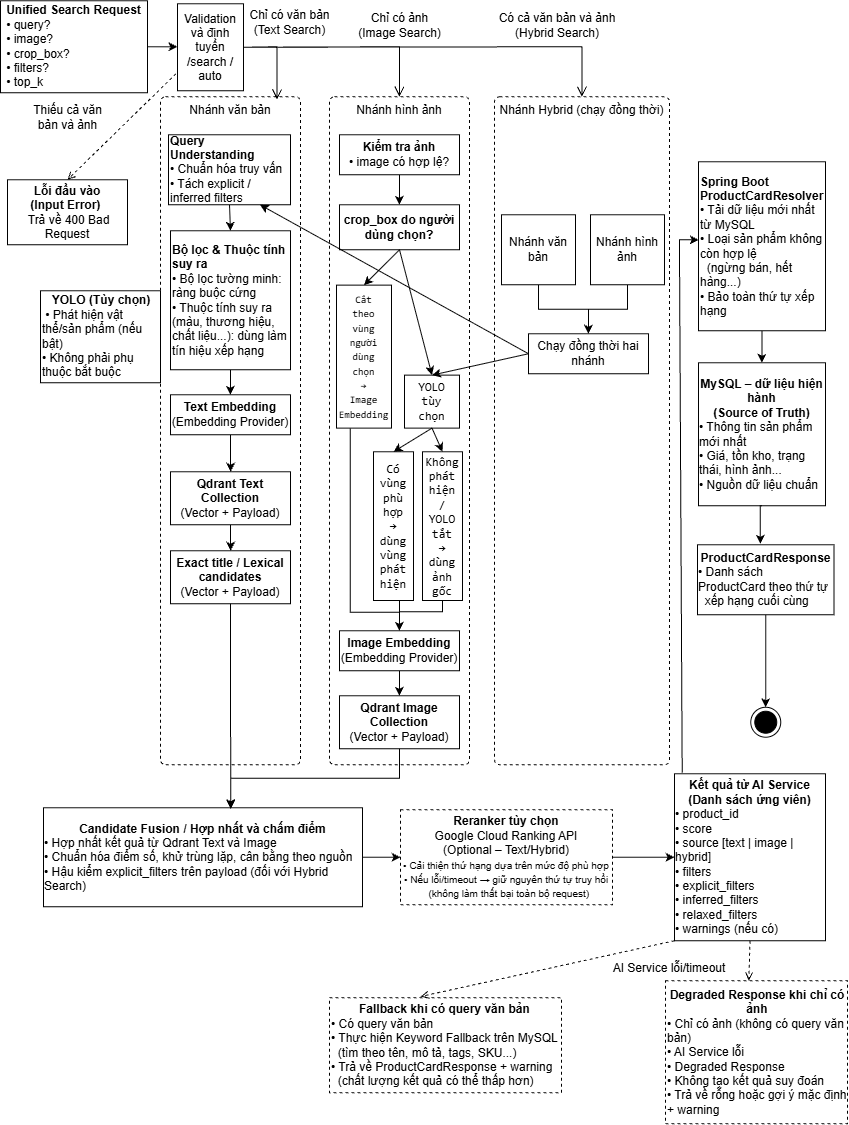 Unified Search Request
• query?
• image?
• crop_box?
• filters?
• top_k
Validation
và định
tuyến
/search /
auto
Chỉ có văn bản
(Text Search)
Chỉ có ảnh
(Image Search)
Có cả văn bản và ảnh
(Hybrid Search)
Thiếu cả văn
bản và ảnh
Lỗi đầu vào
(Input Error)
Trả về 400 Bad
Request
Nhánh văn bản
Query
Understanding
• Chuẩn hóa truy vấn
• Tách explicit /
inferred filters
Bộ lọc & Thuộc tính
suy ra
• Bộ lọc tường minh:
ràng buộc cứng
• Thuộc tính suy ra
(màu, thương hiệu,
chất liệu...): dùng làm
tín hiệu xếp hạng
YOLO (Tùy chọn)
• Phát hiện vật
thể/sản phẩm (nếu
bật)
• Không phải phụ
thuộc bắt buộc
Text Embedding
(Embedding Provider)
Qdrant Text
Collection
(Vector + Payload)
Exact title / Lexical
candidates
(Vector + Payload)
Nhánh hình ảnh
Kiểm tra ảnh
• image có hợp lệ?
crop_box do người
dùng chọn?
Cắt
theo
vùng
người
dùng
chọn
→
Image
Embedding
YOLO
tùy
chọn
Có
vùng
phù
hợp
→
dùng
vùng
phát
hiện
Không
phát
hiện
/
YOLO
tắt
→
dùng
ảnh
gốc
Image Embedding
(Embedding Provider)
Qdrant Image
Collection
(Vector + Payload)
Nhánh Hybrid (chạy đồng thời)
Nhánh văn
bản
Nhánh hình
ảnh
Chạy đồng thời hai
nhánh
Spring Boot
ProductCardResolver
• Tải dữ liệu mới nhất
từ MySQL
• Loại sản phẩm không
còn hợp lệ
(ngừng bán, hết
hàng...)
• Bảo toàn thứ tự xếp
hạng
MySQL – dữ liệu hiện
hành
(Source of Truth)
• Thông tin sản phẩm
mới nhất
• Giá, tồn kho, trạng
thái, hình ảnh...
• Nguồn dữ liệu chuẩn
ProductCardResponse
• Danh sách
ProductCard theo thứ tự
xếp hạng cuối cùng
Candidate Fusion / Hợp nhất và chấm điểm
• Hợp nhất kết quả từ Qdrant Text và Image
• Chuẩn hóa điểm số, khử trùng lặp, cân bằng theo nguồn
• Hậu kiểm explicit_filters trên payload (đối với Hybrid
Search)
Reranker tùy chọn
Google Cloud Ranking API
(Optional – Text/Hybrid)
• Cải thiện thứ hạng dựa trên mức độ phù hợp
• Nếu lỗi/timeout → giữ nguyên thứ tự truy hồi
(không làm thất bại toàn bộ request)
Kết quả từ AI Service
(Danh sách ứng viên)
• product_id
• score
• source [text | image |
hybrid]
• filters
• explicit_filters
• inferred_filters
• relaxed_filters
• warnings (nếu có)
AI Service lỗi/timeout
Fallback khi có query văn bản
• Có query văn bản
• Thực hiện Keyword Fallback trên MySQL
(tìm theo tên, mô tả, tags, SKU...)
• Trả về ProductCardResponse + warning
(chất lượng kết quả có thể thấp hơn)
Degraded Response khi chỉ có
ảnh
• Chỉ có ảnh (không có query văn
bản)
• AI Service lỗi
• Degraded Response
• Không tạo kết quả suy đoán
• Trả về rỗng hoặc gợi ý mặc định
+ warning